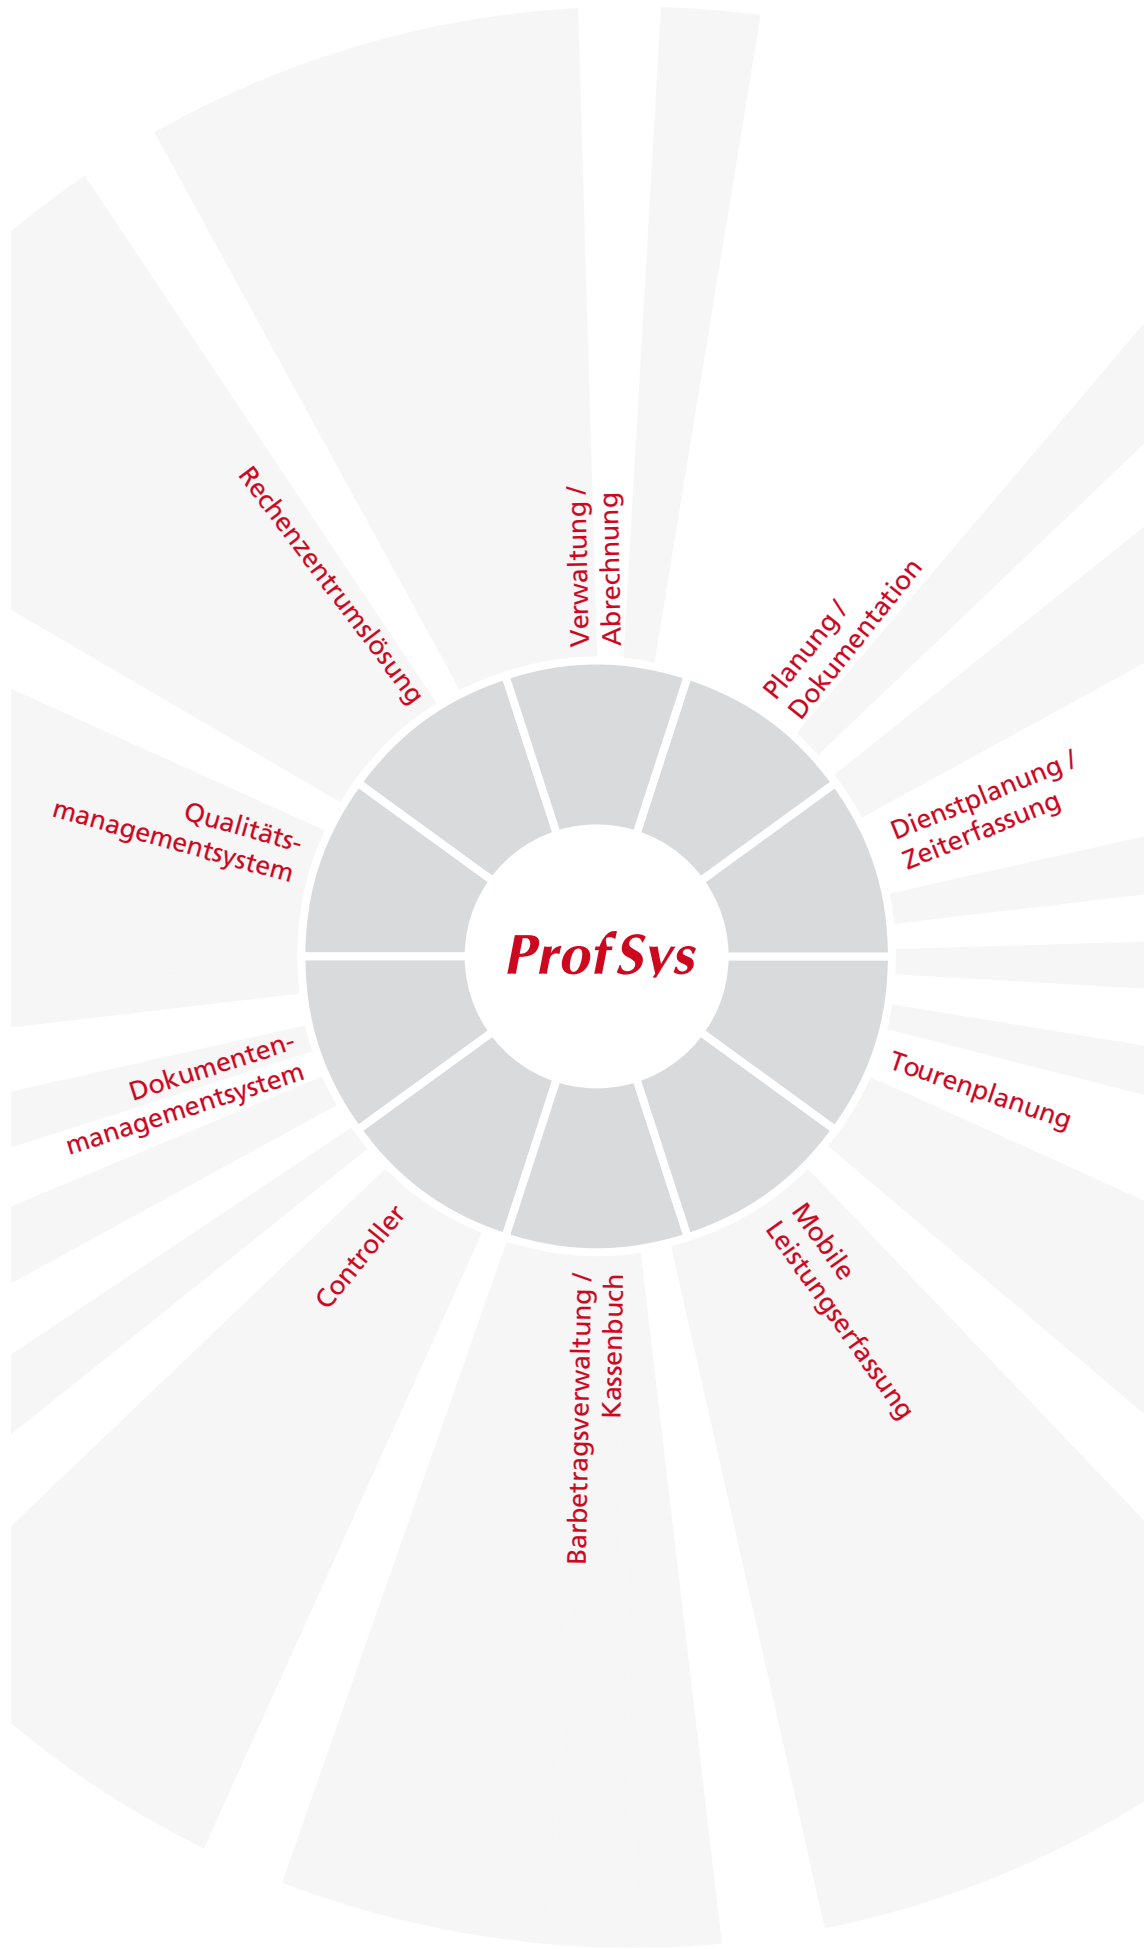 Verwaltung /
Abrechnung
Planung /
Dokumentation
Dienstplanung /
Zeiterfassung
Tourenplanung
Mobile
Leistungserfassung
Barbetragsverwaltung /
Kassenbuch
Controller
Dokumenten-
managementsystem
Qualitäts-
managementsystem
Rechenzentrumslösung
ProfSys